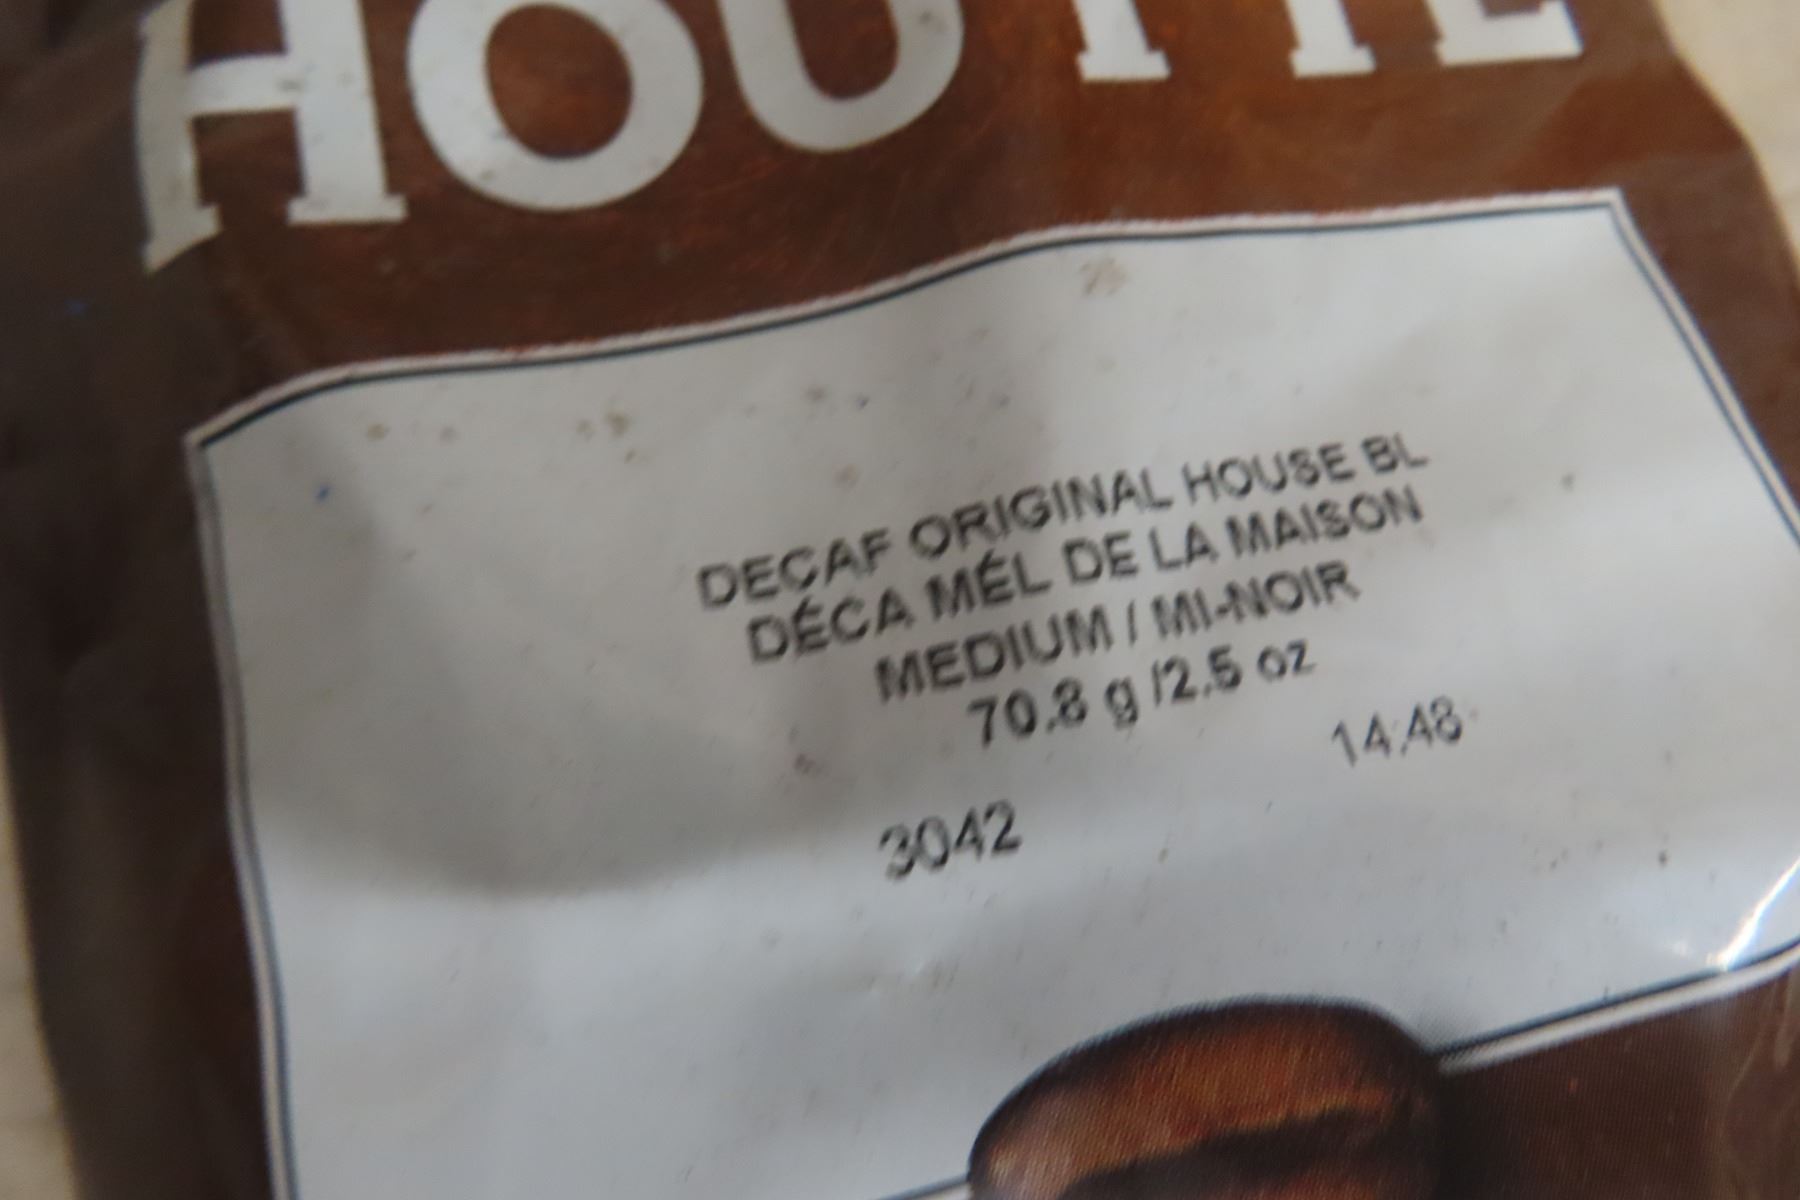 HOUTTE
DECAF ORIGINAL HOUSE BL
DÉCA MÉL DE LA MAISON
MEDIUM / MI-NOIR
70.8 g /2.5 oz
14:48
3042